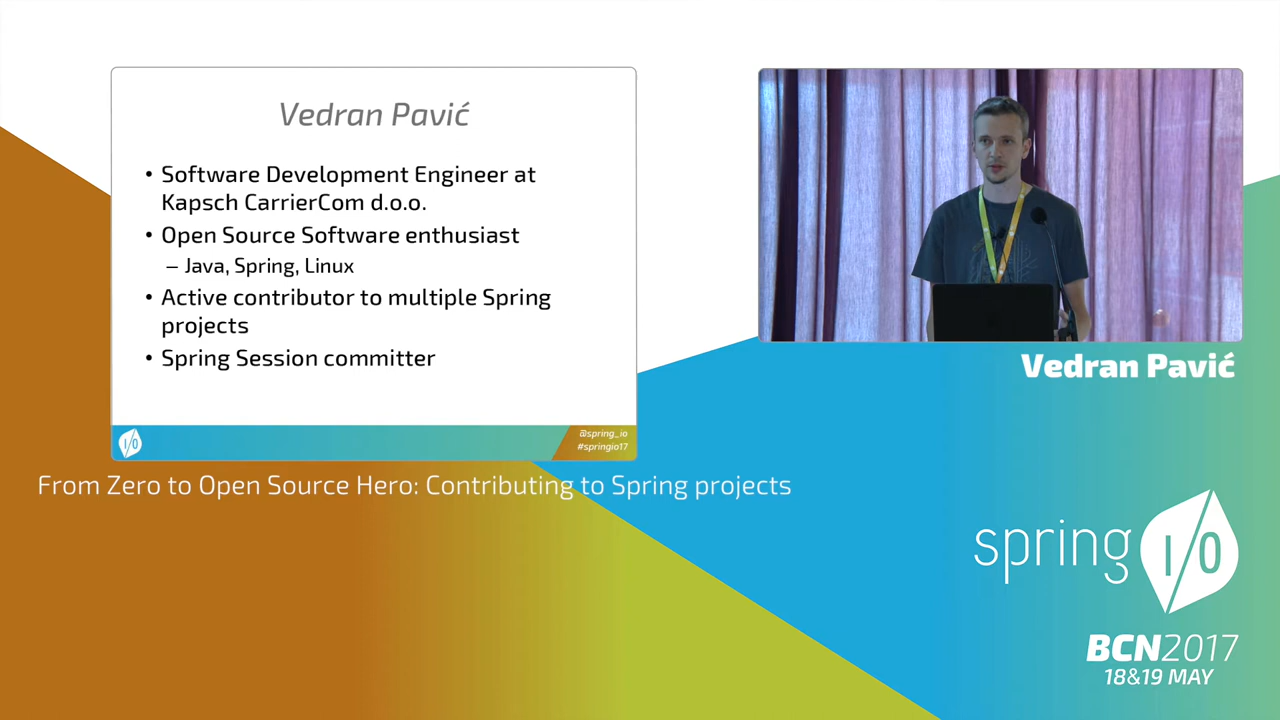 Vedran Pavić
• Software Development Engineer at
Kapsch CarrierCom d.o.o.
• Open Source Software enthusiast
– Java, Spring, Linux
• Active contributor to multiple Spring
projects
• Spring Session committer
I/O
@spring_io
#springio17
Vedran Pavić
From Zero to Open Source Hero: Contributing to Spring projects
spring I/O
BCN2017
18&19 MAY